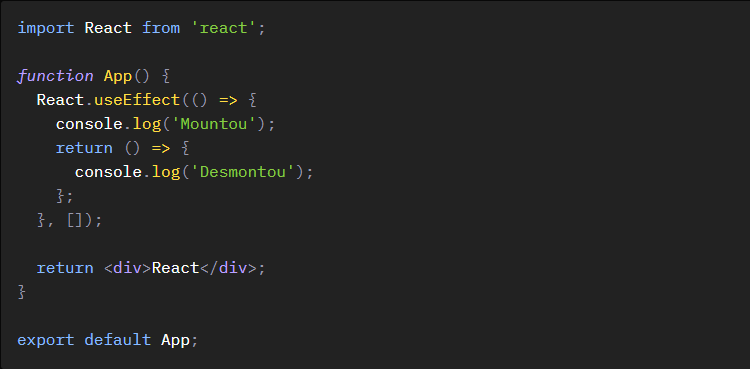 import React from 'react';
function App() {
  React.useEffect(() => {
    console.log('Mountou');
    return () => {
      console.log('Desmontou');
    };
  }, []);
  return <div>React</div>;
}
export default App;